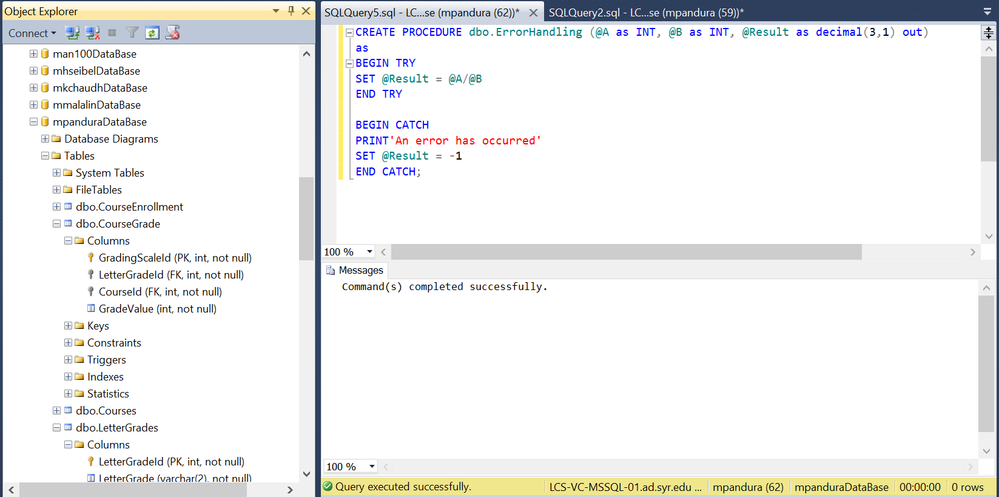 Object Explorer
Connect
man100DataBase
mhseibelDataBase
mkchaudhDataBase
mmalalinDataBase
mpanduraDataBase
Database Diagrams
Tables
System Tables
FileTables
dbo.CourseEnrollment
dbo.CourseGrade
Columns
GradingScaleId (PK, int, not null)
LetterGradeId (FK, int, not null)
CourseId (FK, int, not null)
GradeValue (int, not null)
Keys
Constraints
Triggers
Indexes
Statistics
dbo.Courses
dbo.LetterGrades
Columns
LetterGradeId (PK, int, not null)
LetterGrade (varchar(2), not null)
SQLQuery5.sql - LC...se (mpandura (62))*
SQLQuery2.sql - LC...se (mpandura (59))*
CREATE PROCEDURE dbo.ErrorHandling (@A as INT, @B as INT, @Result as decimal(3,1) out)
as
BEGIN TRY
SET @Result = @A/@B
END TRY
BEGIN CATCH
PRINT'An error has occurred'
SET @Result = -1
END CATCH;
100 %
Messages
Command(s) completed successfully.
100 %
Query executed successfully.
LCS-VC-MSSQL-01.ad.syr.edu ...
mpandura (62)
mpanduraDataBase
00:00:00
0 rows